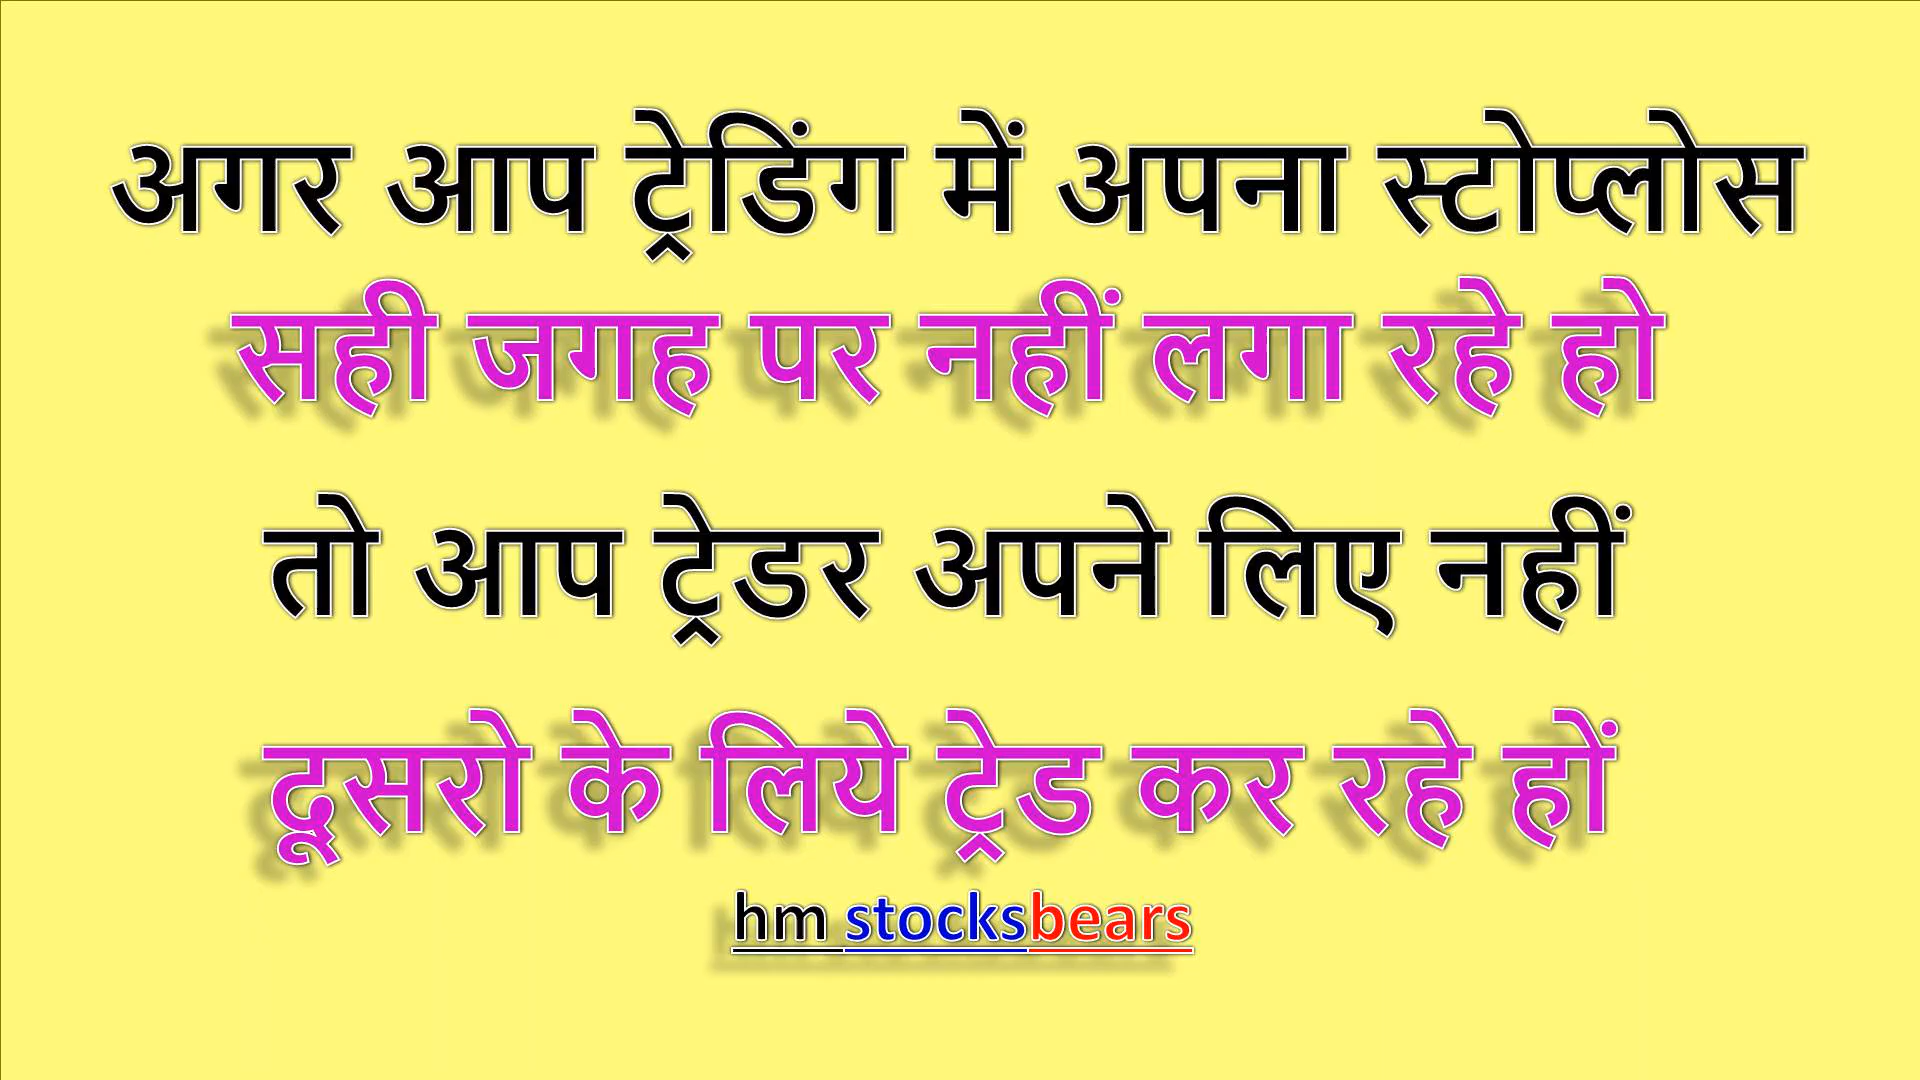 अगर आप ट्रेडिंग में अपना स्टोप्लोस
सही जगह पर नहीं लगा रहे हो
तो आप ट्रेडर अपने लिए नहीं
दूसरो के लिये ट्रेड कर रहे हों
hm stocksbears